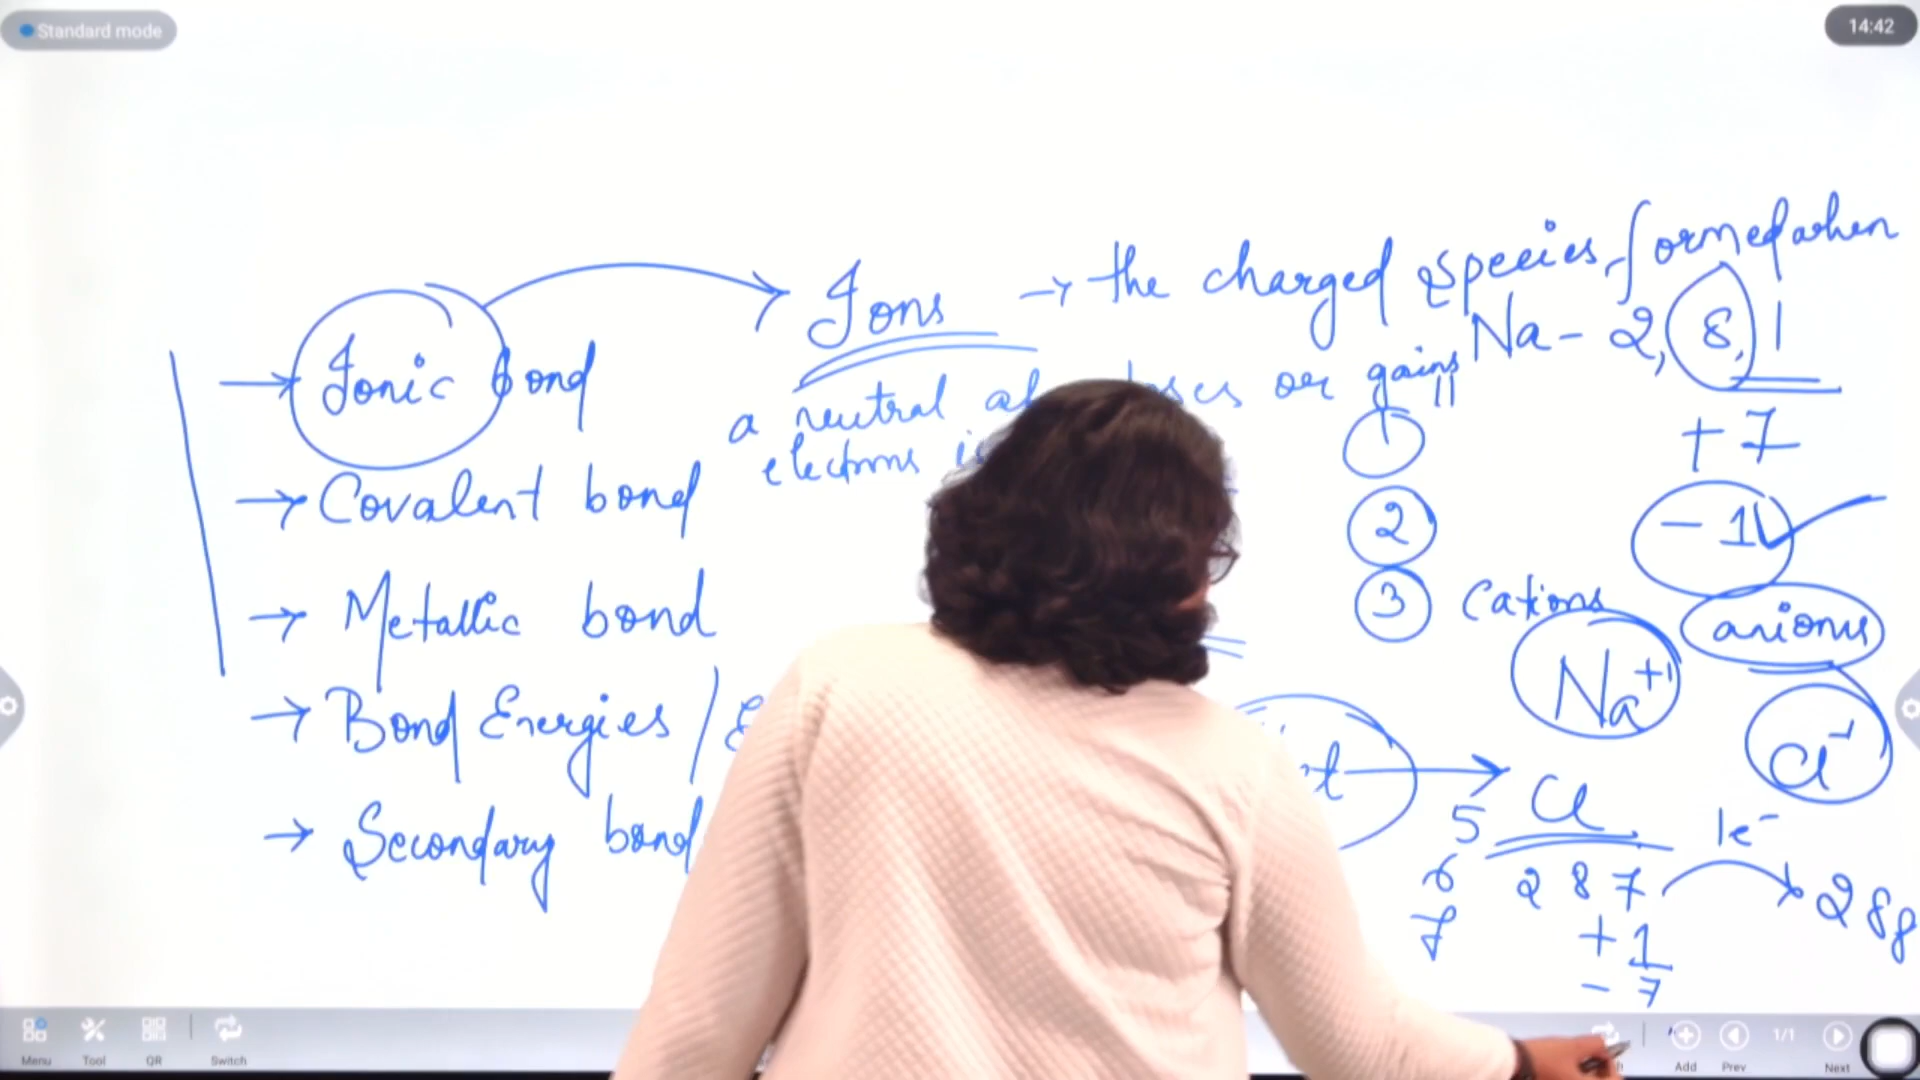 Standard mode
14:42
Ions → the charged species, formed when
a neutral loses or gains
electrons
→ Ionic bond
→ Covalent bond
→ Metallic bond
→ Bond Energies /
→ Secondary bond
Na - 2, 8, 1
+ 7
- 1
1
2
3 Cations anions
Na+1
Cl-1
Cl
5
6
7
2 8 7
1e- → 2 8 8
+ 1
- 7
Menu Tool QR Switch
Add Prev 1/1 Next